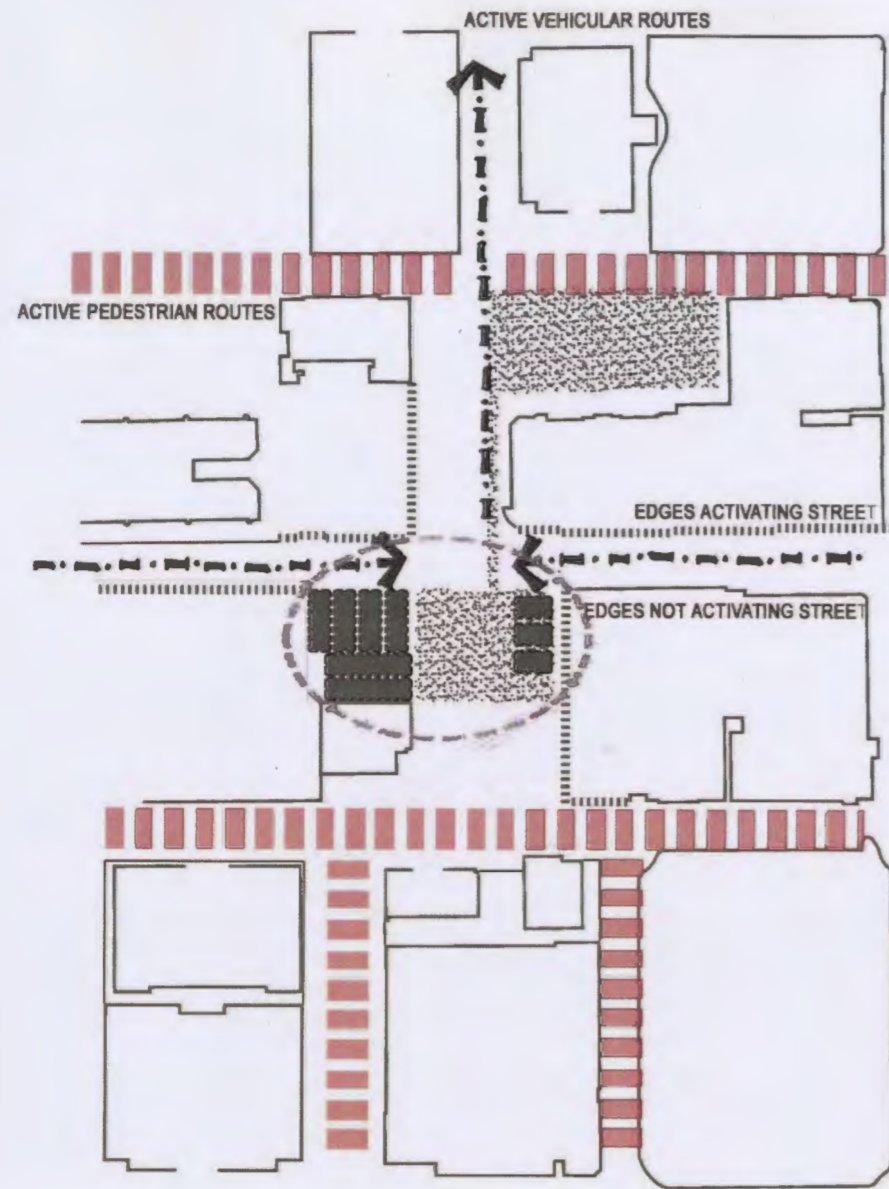 ACTIVE VEHICULAR ROUTES
ACTIVE PEDESTRIAN ROUTES
EDGES ACTIVATING STREET
EDGES NOT ACTIVATING STREET